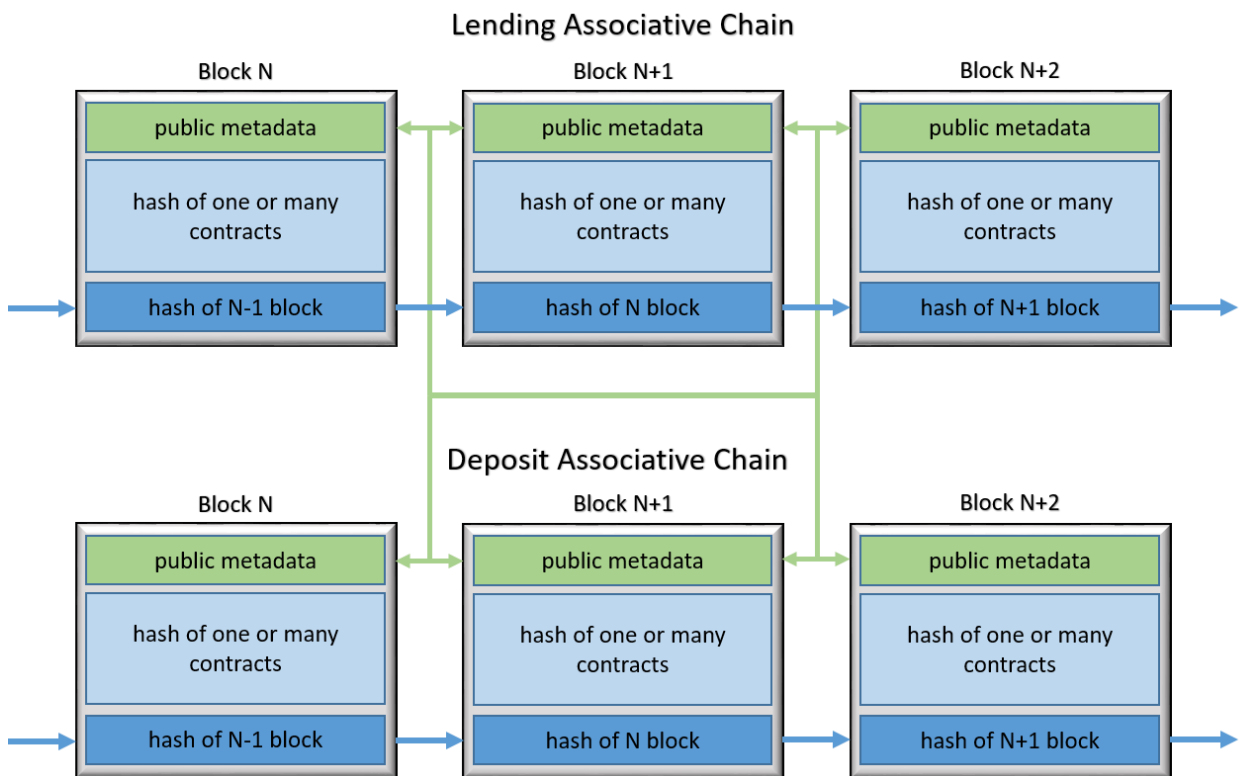 Lending Associative Chain
Block N
Block N+1
Block N+2
public metadata
public metadata
public metadata
hash of one or many
contracts
hash of one or many
contracts
hash of one or many
contracts
hash of N-1 block
hash of N block
hash of N+1 block
Deposit Associative Chain
Block N
Block N+1
Block N+2
public metadata
public metadata
public metadata
hash of one or many
contracts
hash of one or many
contracts
hash of one or many
contracts
hash of N-1 block
hash of N block
hash of N+1 block